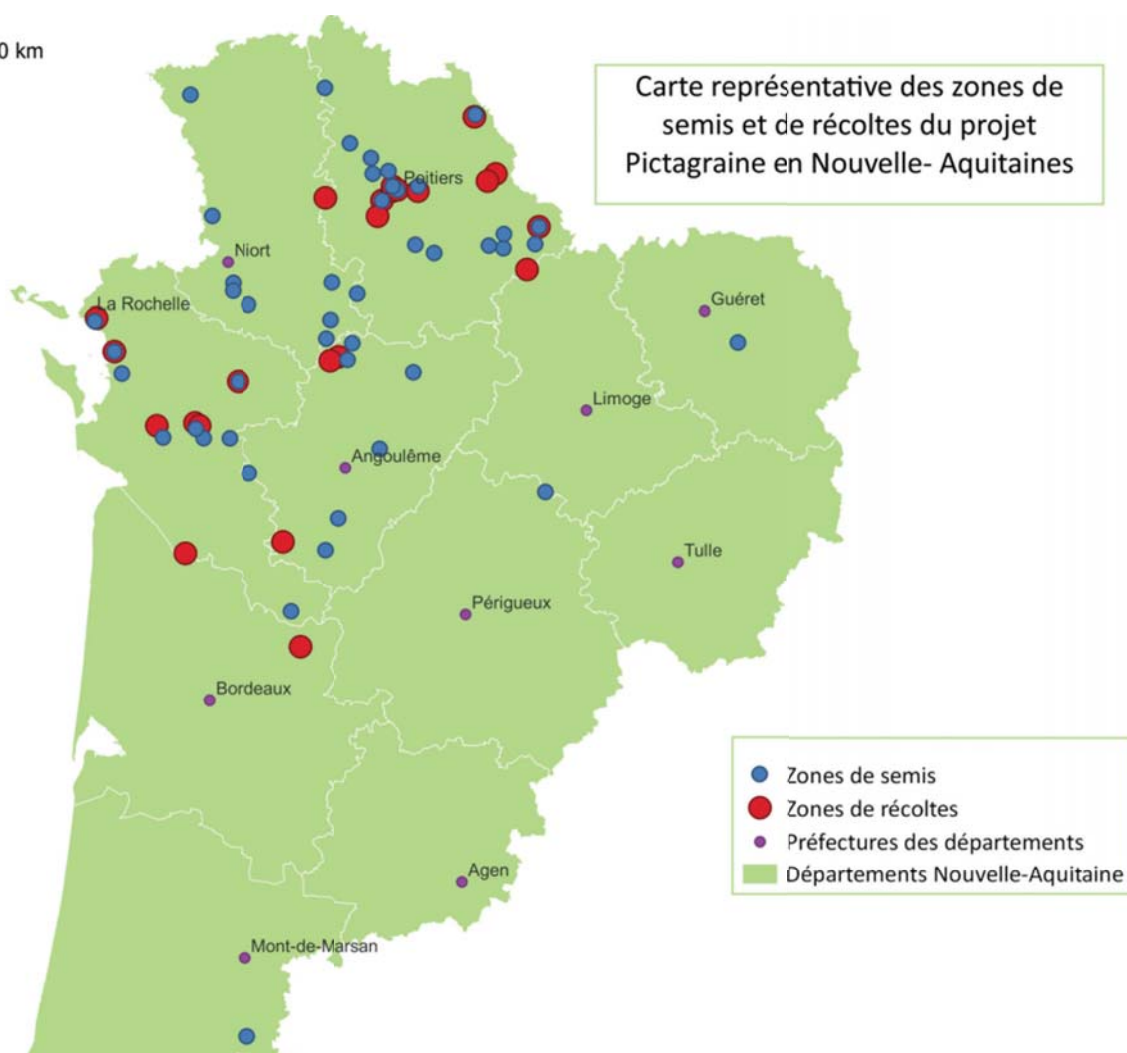 0 km
Carte représentative des zones de
semis et de récoltes du projet
Pictagraine en Nouvelle- Aquitaines
Poitiers
Niort
La Rochelle
Guéret
Limoge
Angoulême
Tulle
Périgueux
Bordeaux
Zones de semis
Zones de récoltes
Préfectures des départements
Départements Nouvelle-Aquitaine
Agen
Mont-de-Marsan